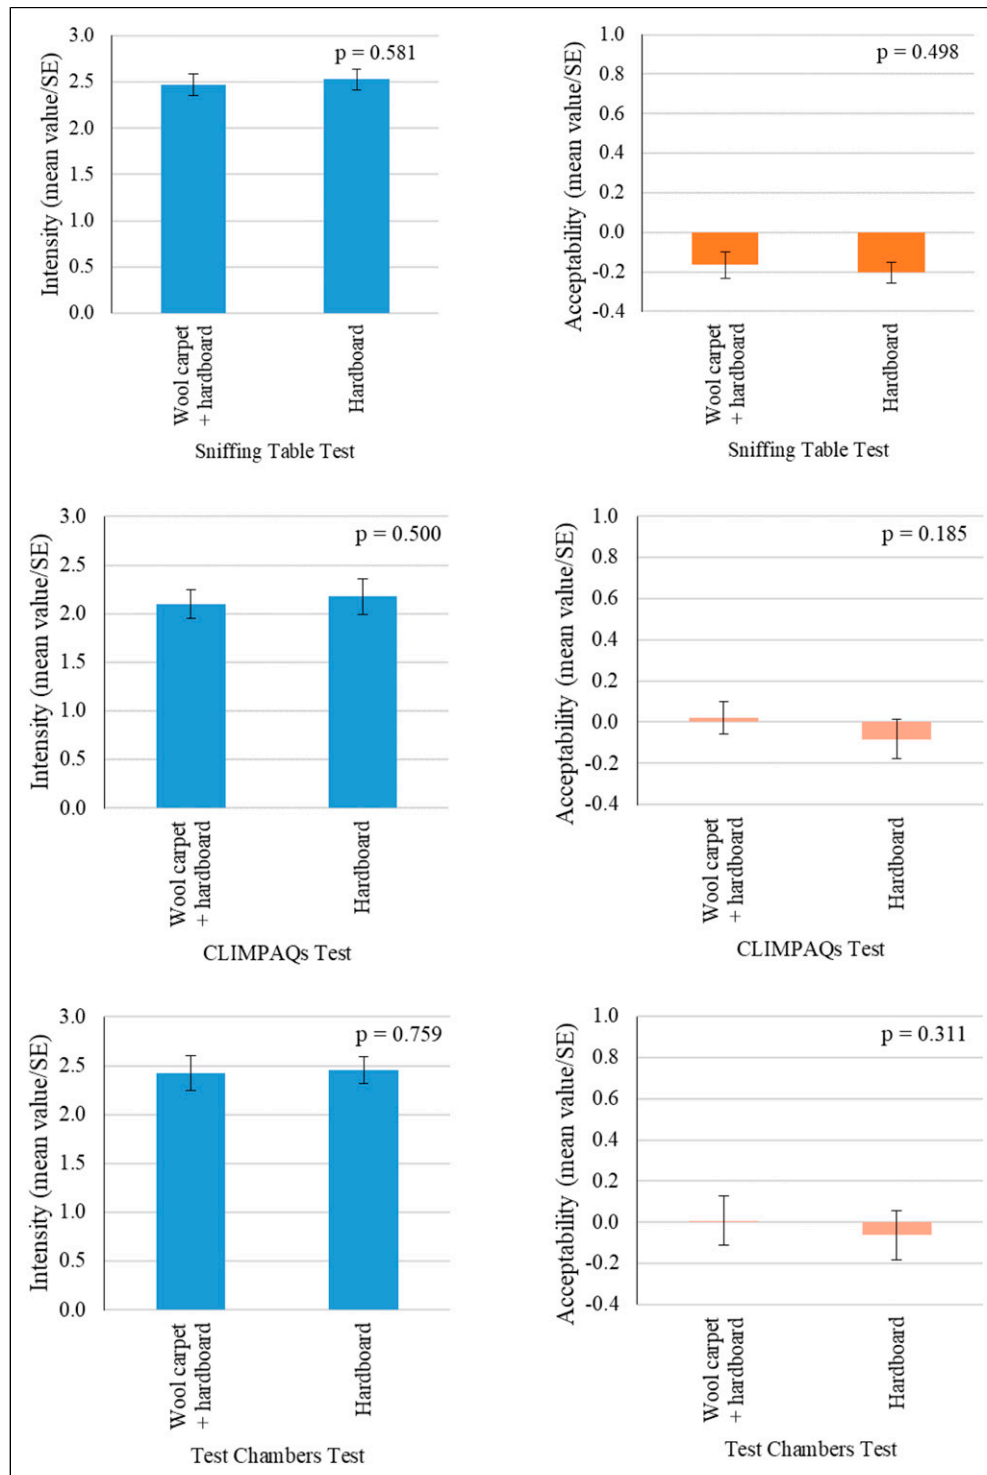 Intensity (mean value/SE)
3.0
2.5
2.0
1.5
1.0
0.5
0.0
p = 0.581
Wool carpet
+ hardboard
Hardboard
Sniffing Table Test
Acceptability (mean value/SE)
1.0
0.8
0.6
0.4
0.2
0.0
-0.2
-0.4
p = 0.498
Wool carpet
+ hardboard
Hardboard
Sniffing Table Test
Intensity (mean value/SE)
3.0
2.5
2.0
1.5
1.0
0.5
0.0
p = 0.500
Wool carpet
+ hardboard
Hardboard
CLIMPAQs Test
Acceptability (mean value/SE)
1.0
0.8
0.6
0.4
0.2
0.0
-0.2
-0.4
p = 0.185
Wool carpet
+ hardboard
Hardboard
CLIMPAQs Test
Intensity (mean value/SE)
3.0
2.5
2.0
1.5
1.0
0.5
0.0
p = 0.759
Wool carpet
+ hardboard
Hardboard
Test Chambers Test
Acceptability (mean value/SE)
1.0
0.8
0.6
0.4
0.2
0.0
-0.2
-0.4
p = 0.311
Wool carpet
+ hardboard
Hardboard
Test Chambers Test